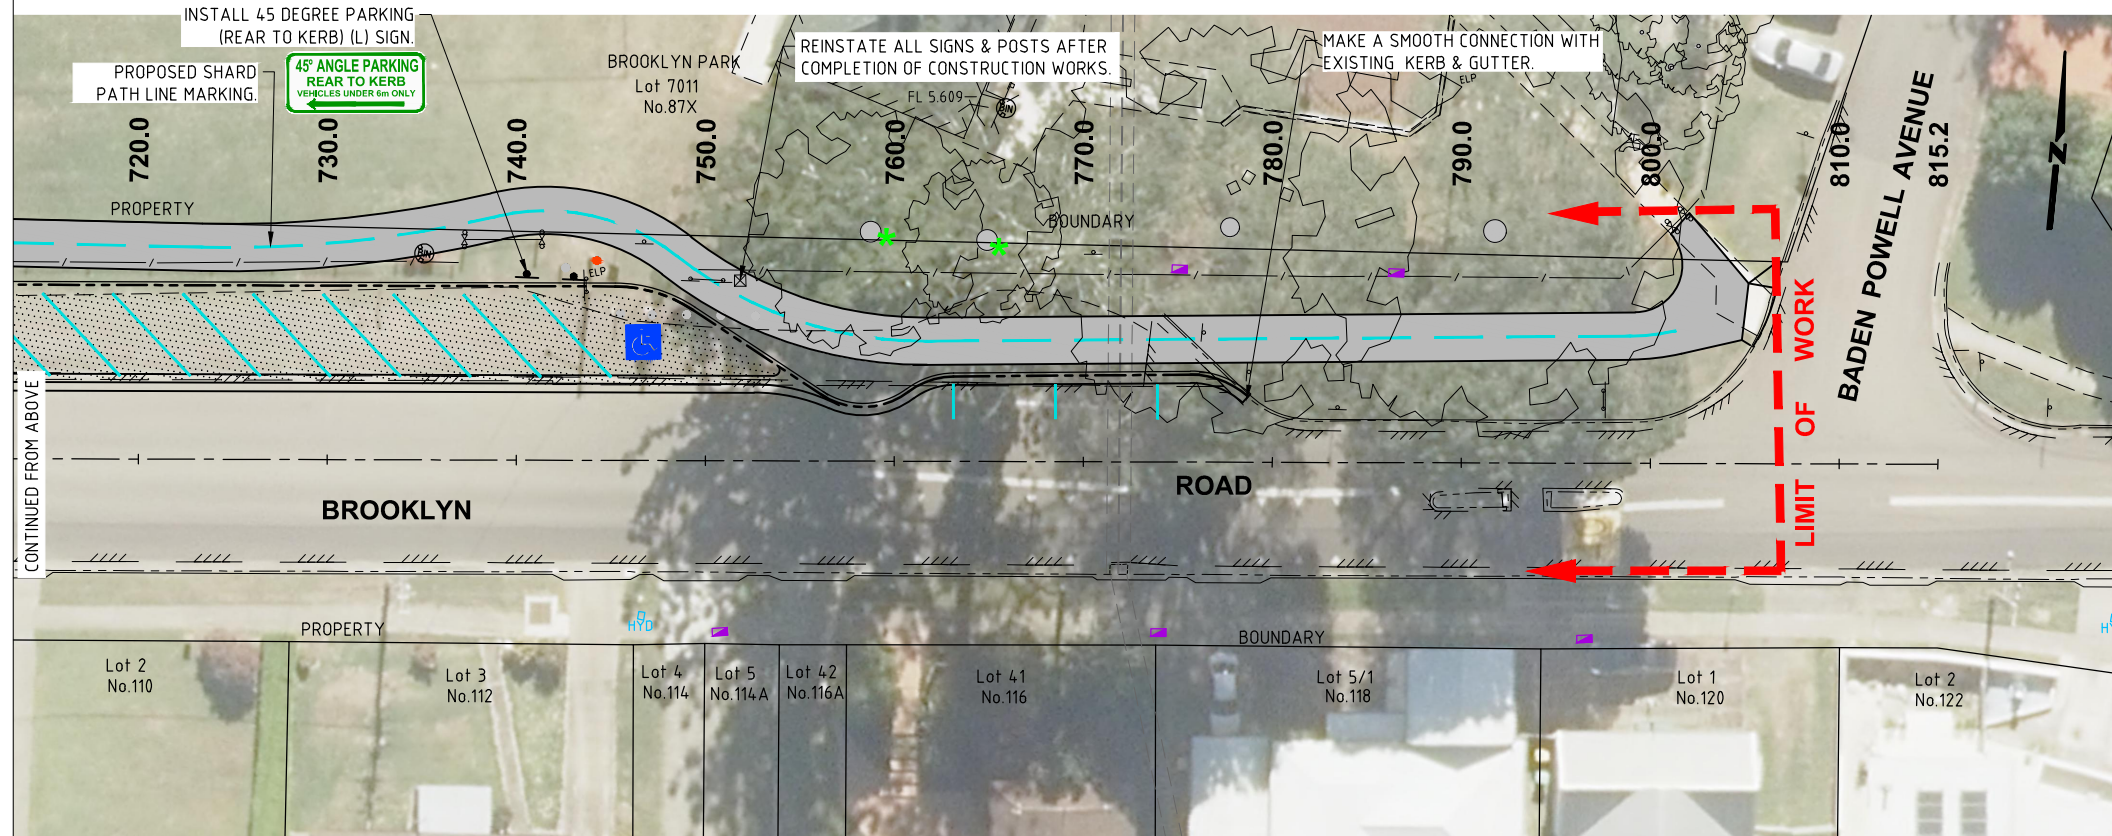 INSTALL 45 DEGREE PARKING
(REAR TO KERB) (L) SIGN.
PROPOSED SHARD
PATH LINE MARKING.
45° ANGLE PARKING
REAR TO KERB
VEHICLES UNDER 6m ONLY
BROOKLYN PARK
Lot 7011
No.87X
REINSTATE ALL SIGNS & POSTS AFTER
COMPLETION OF CONSTRUCTION WORKS.
MAKE A SMOOTH CONNECTION WITH
EXISTING KERB & GUTTER.
FL 5.609
BIN
ELP
720.0
730.0
740.0
750.0
760.0
770.0
780.0
790.0
800.0
810.0
815.2
BADEN POWELL AVENUE
N
PROPERTY
BOUNDARY
BIN
ELP
LIMIT OF WORK
CONTINUED FROM ABOVE
BROOKLYN
ROAD
HYD
PROPERTY
BOUNDARY
Lot 2
No.110
Lot 3
No.112
Lot 4
No.114
Lot 5
No.114A
Lot 42
No.116A
Lot 41
No.116
Lot 5/1
No.118
Lot 1
No.120
Lot 2
No.122